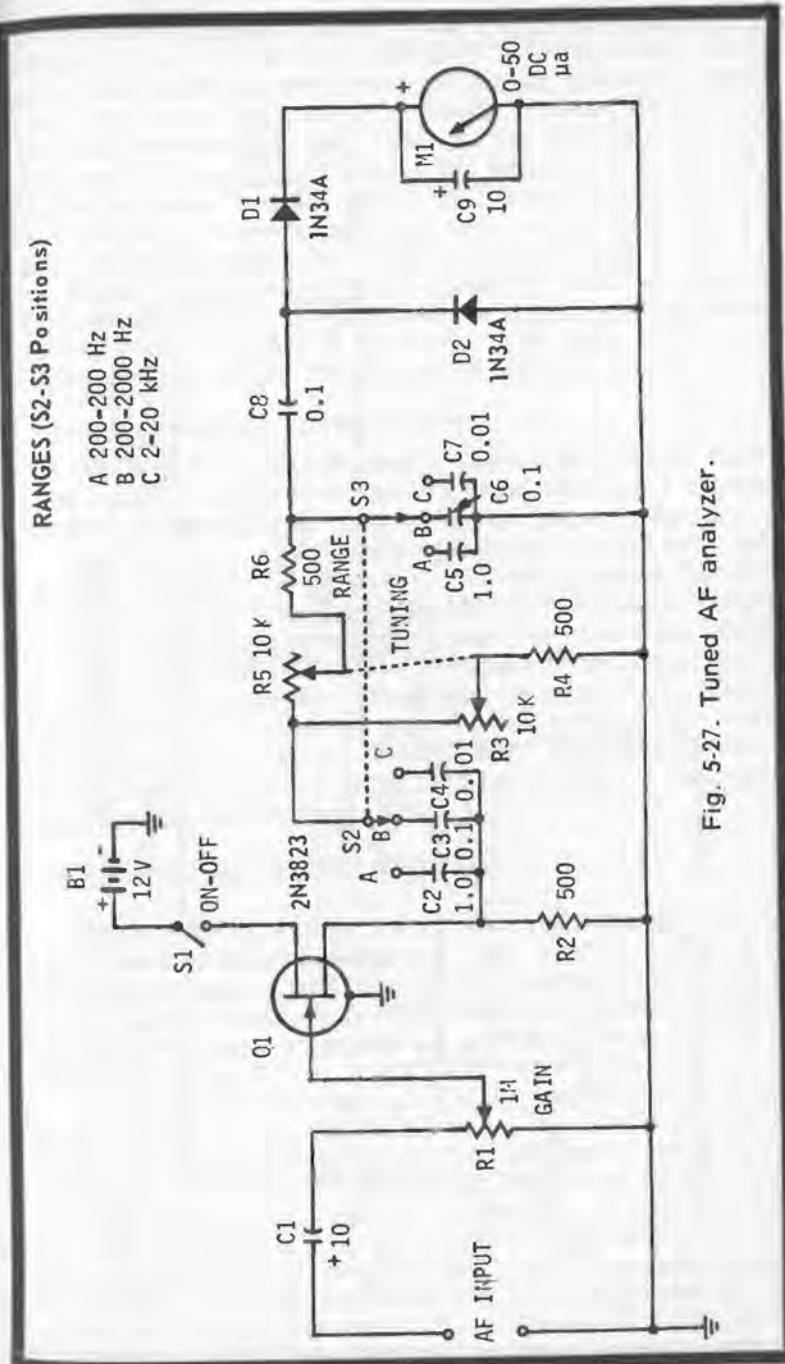 RANGES (S2-S3 Positions)
A 200-200 Hz
B 200-2000 Hz
C 2-20 kHz
B1
+
-
12V
S1
ON-OFF
Q1
2N3823
C1
+10
AF INPUT
R1
1M
GAIN
S2
A
B
C
C2
1.0
C3
0.1
C4
0.01
R2
500
R5 10K
R3
10K
R6
500
RANGE
TUNING
R4
500
S3
A
B
C
C5
1.0
C6
0.1
C7
0.01
C8
0.1
D1
1N34A
D2
1N34A
+
C9
10
+
M1
0-50
DC
μa
Fig. 5-27. Tuned AF analyzer.